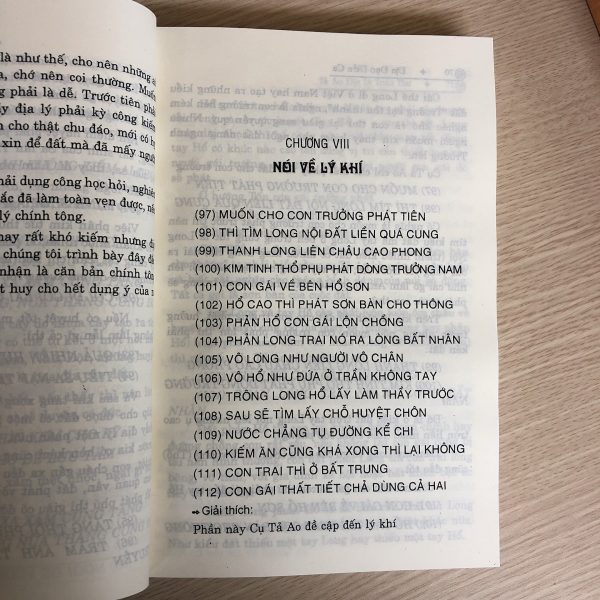 là như thế, cho nên những
a, chớ nên coi thường. Muốn
ng phải là dễ. Trước tiên phả
ầy địa lý phải kỳ công kiếm
n cho thật chu đáo, mới có
xin để đất mà đã mấy người
hải dụng công học hỏi, nghiê
ắc đã làm toàn vẹn được,
lý chính tông.
nay rất khó kiếm nhưng
chúng tôi trình bày đây đề
nhận là căn bản chính tôn
t huy cho hết dụng ý của
CHƯƠNG VIII
NÓI VỀ LÝ KHÍ
(97) MUỐN CHO CON TRƯỞNG PHÁT TIÊN
(98) THÌ TÌM LONG NỘI ĐẤT LIỀN QUÁ CUNG
(99) THANH LONG LIÊN CHÂU CAO PHONG
(100) KIM TINH THỔ PHỤ PHÁT DÒNG TRƯỞNG NAM
(101) CON GÁI VỀ BÊN HỔ SƠN
(102) HỔ CAO THÌ PHÁT SƠN BÀN CHO THÔNG
(103) PHẢN HỔ CON GÁI LỘN CHỒNG
(104) PHẢN LONG TRAI NÓ RA LÒNG BẤT NHÂN
(105) VÔ LONG NHƯ NGƯỜI VÔ CHÂN
(106) VÔ HỔ NHƯ ĐỨA Ở TRẦN KHÔNG TAY
(107) TRÔNG LONG HỔ LẤY LÀM THẦY TRƯỚC
(108) SAU SẼ TÌM LẤY CHỖ HUYỆT CHÔN
(109) NƯỚC CHẲNG TỤ ĐƯỜNG KỂ CHI
(110) KIẾM ĂN CŨNG KHÁ XONG THÌ LẠI KHÔNG
(111) CON TRAI THÌ Ở BẤT TRUNG
(112) CON GÁI THẤT TIẾT CHẢ DÙNG CẢ HAI
➻ Giải thích:
Phần này Cụ Tả Ao đề cập đến lý khí